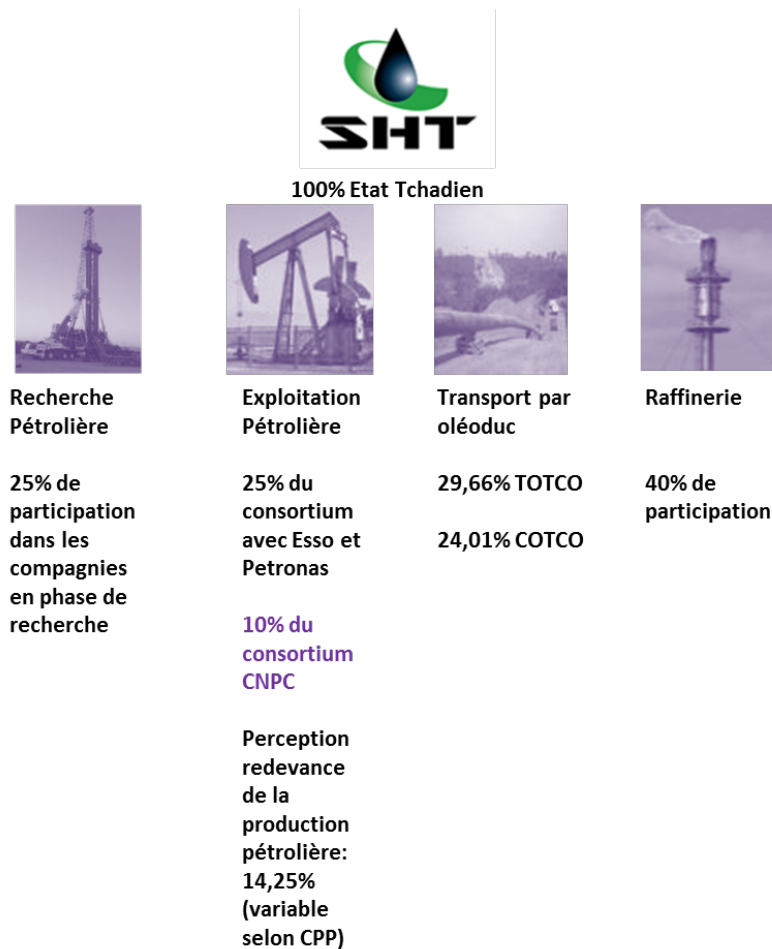 SHT
100% Etat Tchadien
Recherche
Pétrolière
25% de
participation
dans les
compagnies
en phase de
recherche
Exploitation
Pétrolière
25% du
consortium
avec Esso et
Petronas
10% du
consortium
CNPC
Perception
redevance
de la
production
pétrolière:
14,25%
(variable
selon CPP)
Transport par
oléoduc
29,66% TOTCO
24,01% COTCO
Raffinerie
40% de
participation